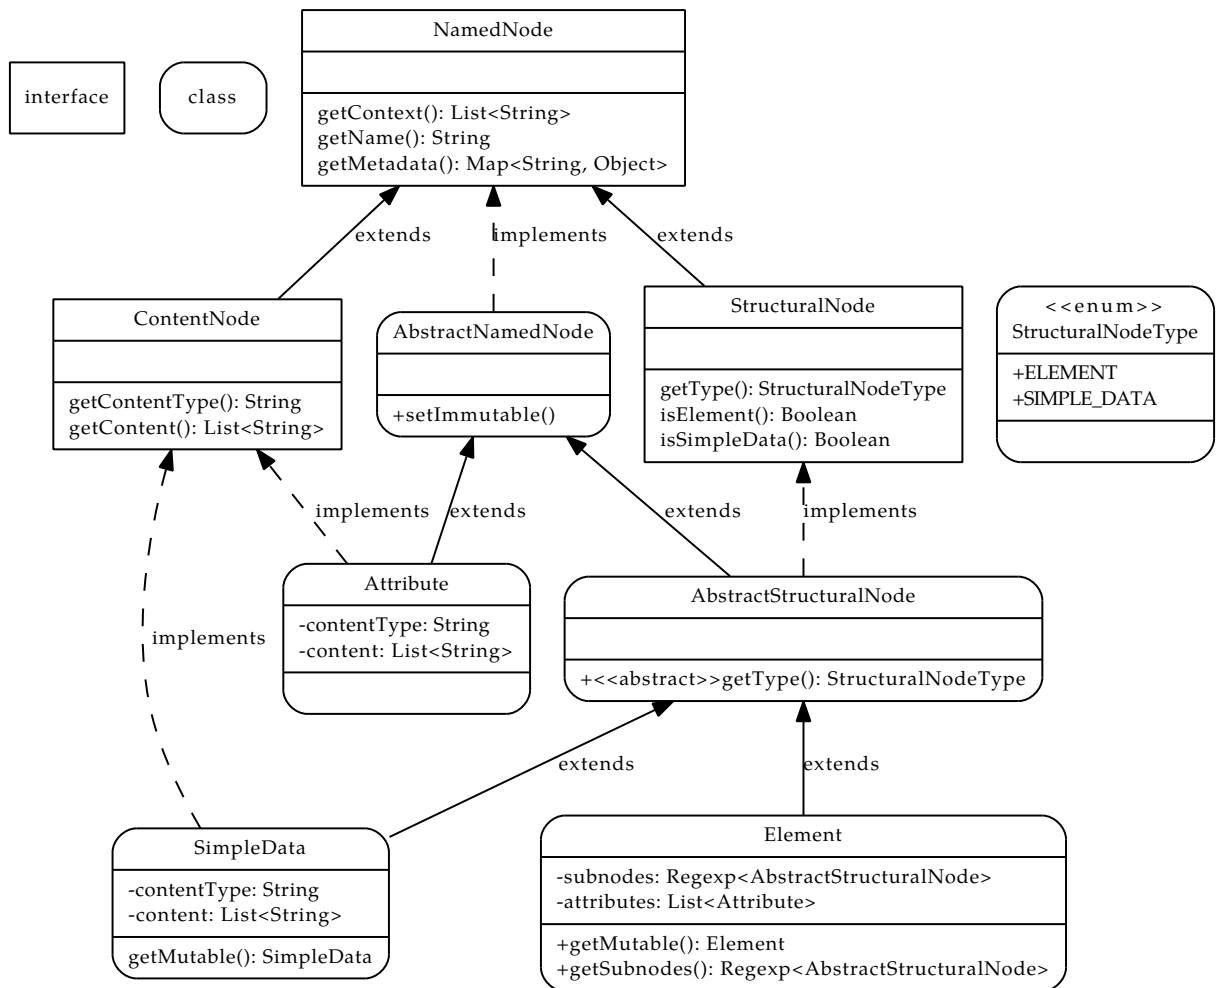 NamedNode
interface
class
getContext(): List<String>
getName(): String
getMetadata(): Map<String, Object>
extends
implements
extends
ContentNode
getContentType(): String
getContent(): List<String>
AbstractNamedNode
+setImmutable()
StructuralNode
getType(): StructuralNodeType
isElement(): Boolean
isSimpleData(): Boolean
<<enum>>
StructuralNodeType
+ELEMENT
+SIMPLE_DATA
implements
extends
extends
implements
Attribute
-contentType: String
-content: List<String>
AbstractStructuralNode
+<<abstract>>getType(): StructuralNodeType
implements
extends
extends
SimpleData
-contentType: String
-content: List<String>
getMutable(): SimpleData
Element
-subnodes: Regexp<AbstractStructuralNode>
-attributes: List<Attribute>
+getMutable(): Element
+getSubnodes(): Regexp<AbstractStructuralNode>